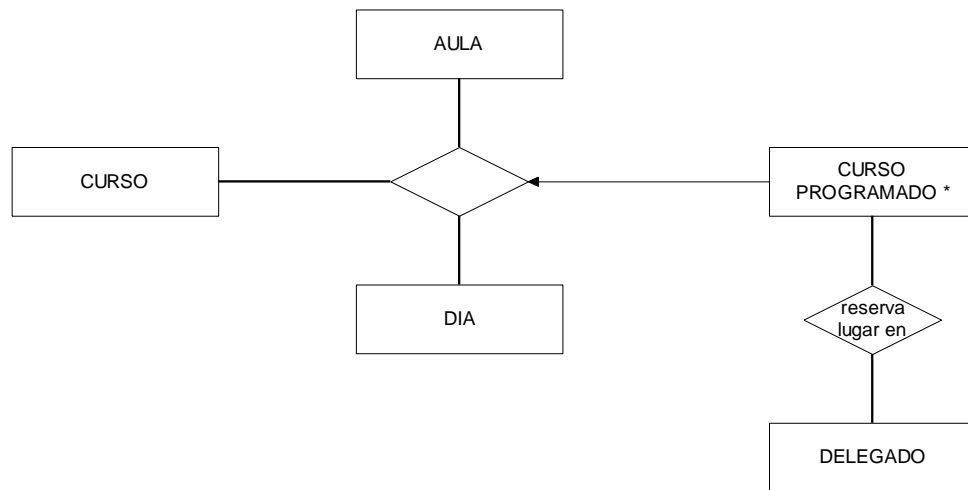 AULA
CURSO
CURSO
PROGRAMADO *
DIA
reserva
lugar en
DELEGADO